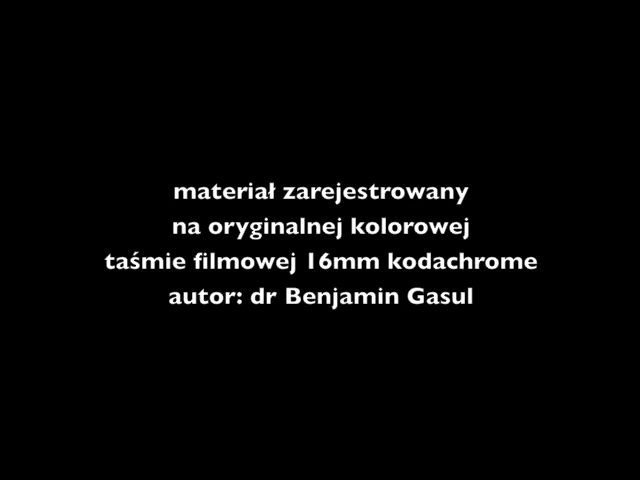 materiał zarejestrowany
na oryginalnej kolorowej
taśmie filmowej 16mm kodachrome
autor: dr Benjamin Gasul